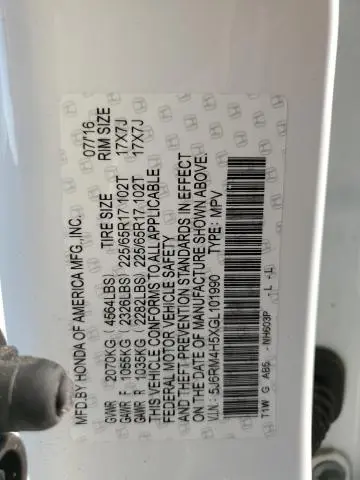 MFD.BY HONDA OF AMERICA MFG.,INC. 07/16
TIRE SIZE RIM SIZE
GVWR 2070KG (4564LBS)
GAWR F 1055KG (2326LBS) 225/65R17 102T 17X7J
GAWR R 1035KG (2282LBS) 225/65R17 102T 17X7J
THIS VEHICLE CONFORMS TO ALL APPLICABLE
FEDERAL MOTOR VEHICLE SAFETY
AND THEFT PREVENTION STANDARDS IN EFFECT
ON THE DATE OF MANUFACTURE SHOWN ABOVE.
V.I.N.: 5J6RM4H5XGL101990 TYPE: MPV
T1W G AB5 NH603P L -LI